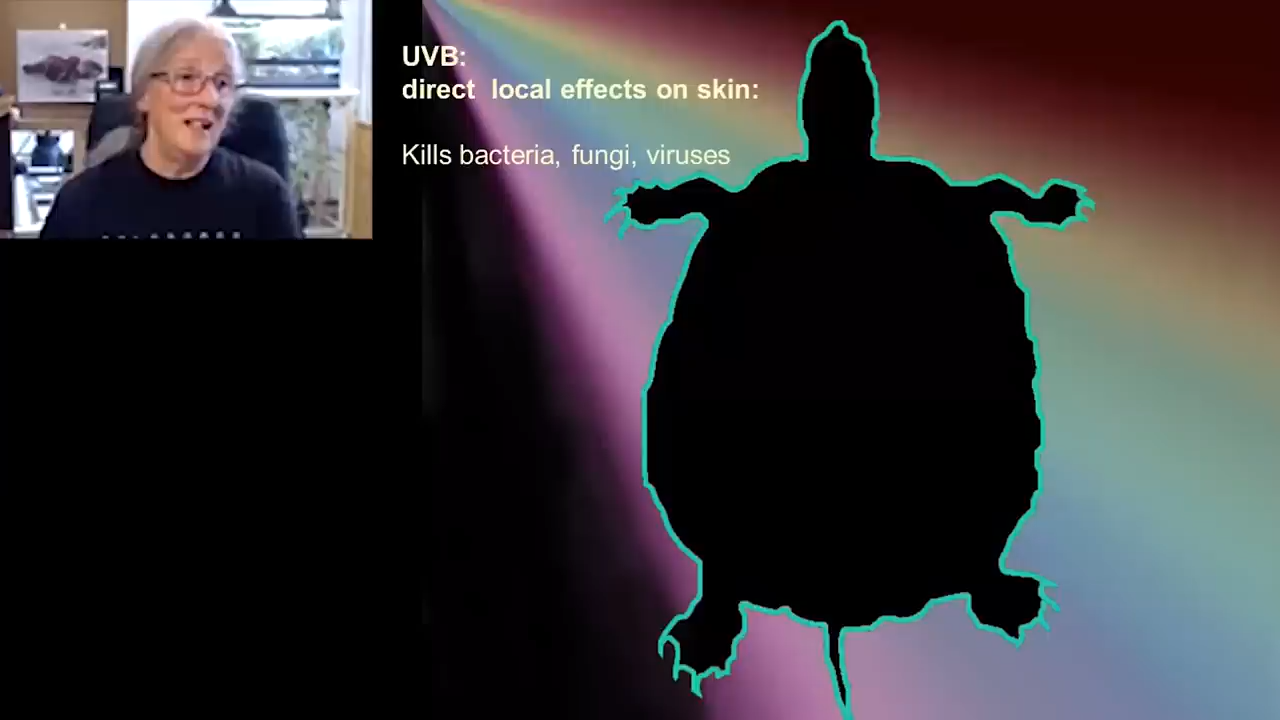 UVB:
direct  local effects on skin:
Kills bacteria, fungi, viruses